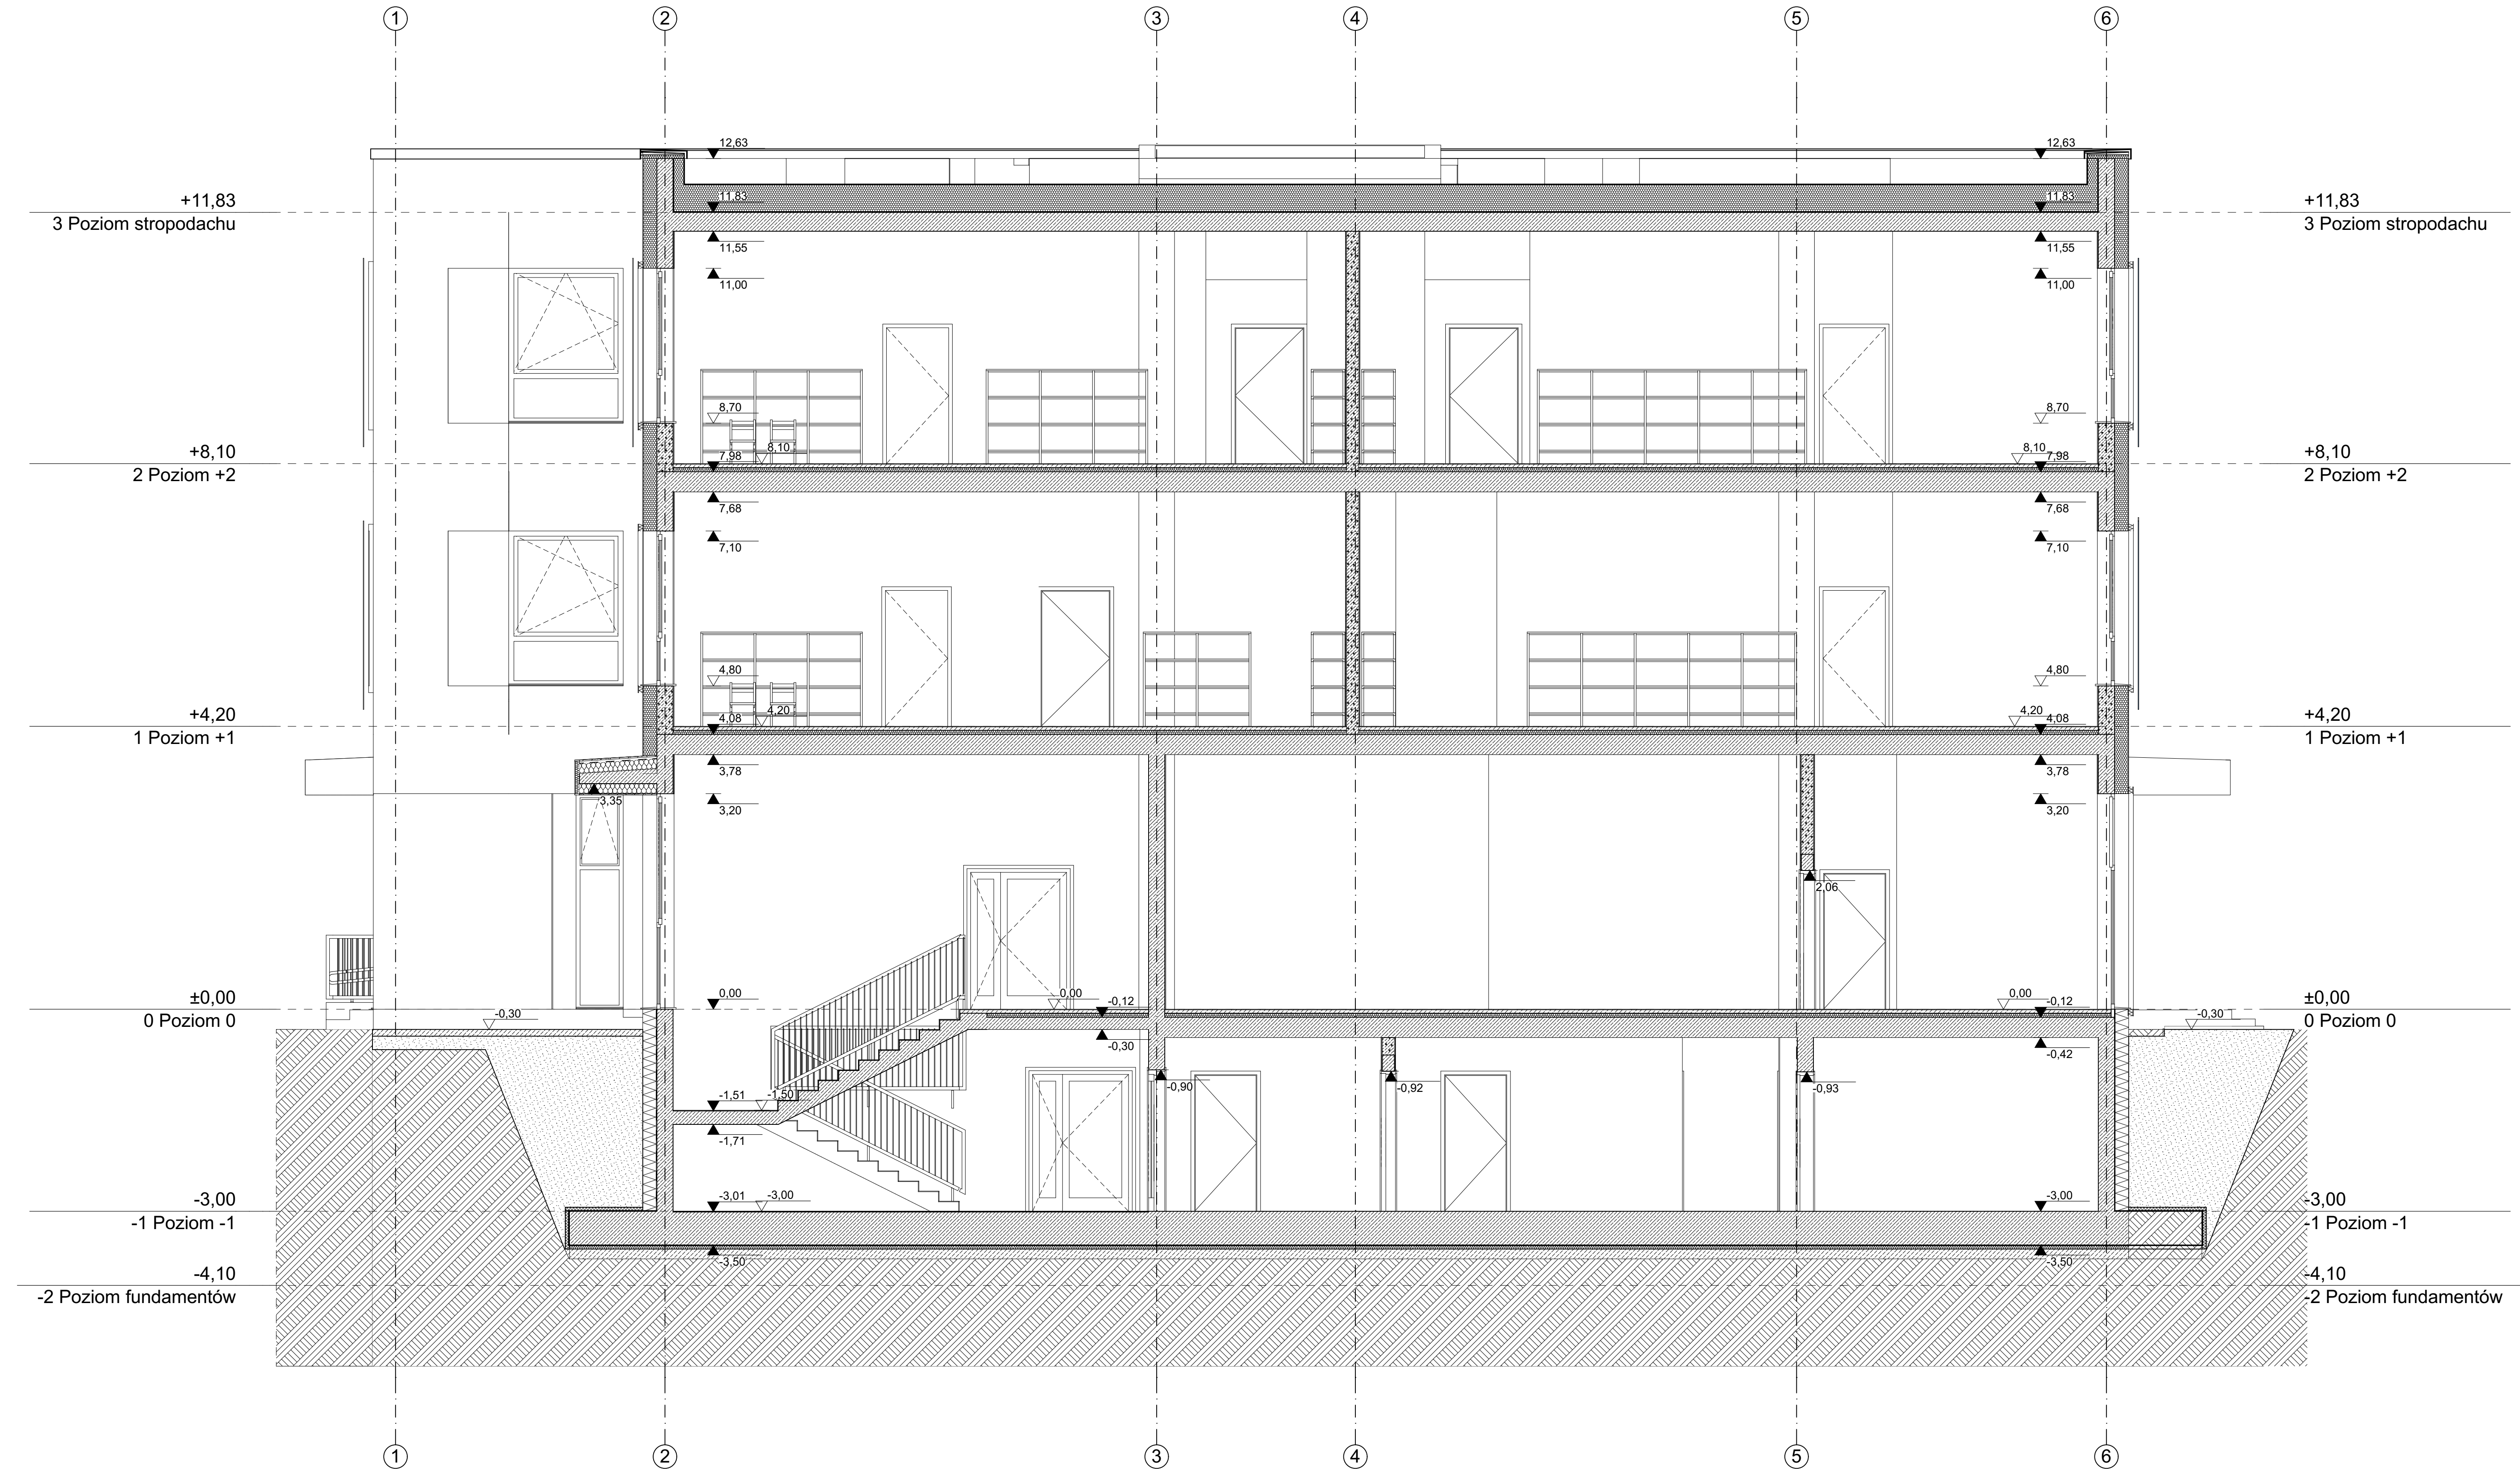 1 2 3 4 5 6
12,63 12,63
+11,83 11,83 11,83 +11,83
3 Poziom stropodachu 3 Poziom stropodachu
11,55 11,55
11,00 11,00
8,70 8,70
+8,10 8,10 8,10 +8,10
7,98 7,98
2 Poziom +2 2 Poziom +2
7,68 7,68
7,10 7,10
4,80 4,80
+4,20 4,20 4,20 +4,20
4,08 4,08
1 Poziom +1 1 Poziom +1
3,78 3,78
3,35
3,20 3,20
2,06
±0,00 0,00 0,00 0,00 ±0,00
-0,12 -0,12
0 Poziom 0 0 Poziom 0
-0,30 -0,30
-0,30 -0,42
-0,90 -0,92 -0,93
-1,51 -1,50
-1,71
-3,00 -3,01 -3,00 -3,00 -3,00
-1 Poziom -1 -1 Poziom -1
-3,50 -3,50
-4,10 -4,10
-2 Poziom fundamentów -2 Poziom fundamentów
1 2 3 4 5 6